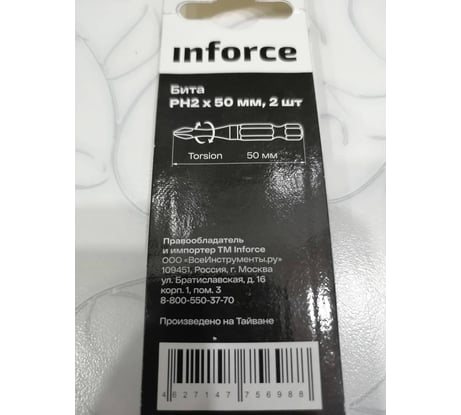 ınforce
Бита
PH2 x 50 мм, 2 шт
Torsion 50 мм
Правообладатель
и импортер ТМ Inforce
ООО «ВсеИнструменты.ру»
109451, Россия, г. Москва
ул. Братиславская, д. 16
корп. 1, пом. 3
8-800-550-37-70
Произведено на Тайване
4627147756988